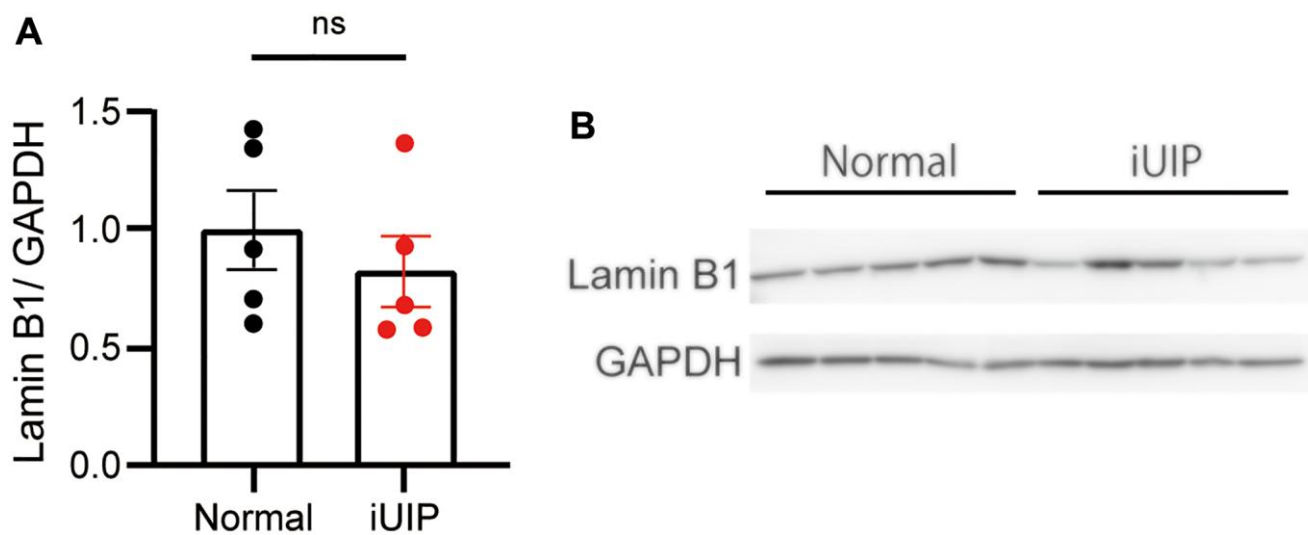 A
ns
Lamin B1/ GAPDH
1.5
1.0
0.5
0.0
Normal
iUIP
B
Normal
iUIP
Lamin B1
GAPDH